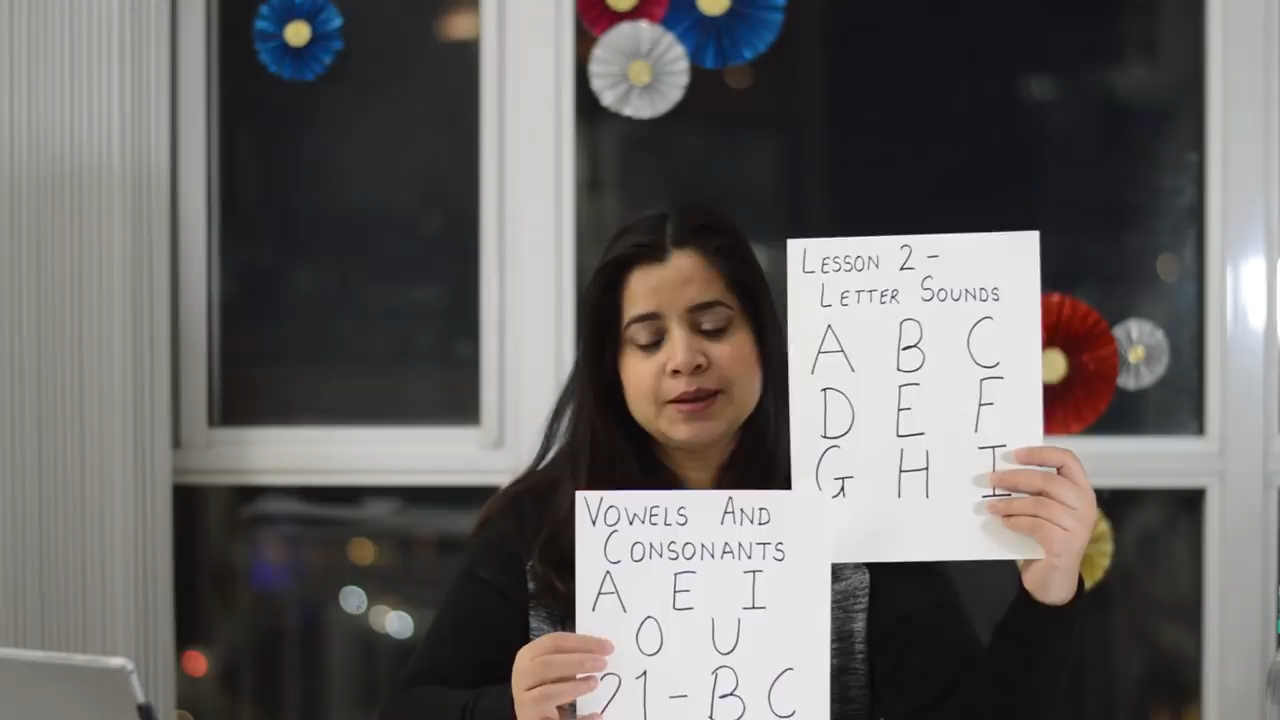 LESSON 2 -
LETTER SOUNDS
A B C
D E F
G H I
VOWELS AND
CONSONANTS
A E I
O U
21 - B C